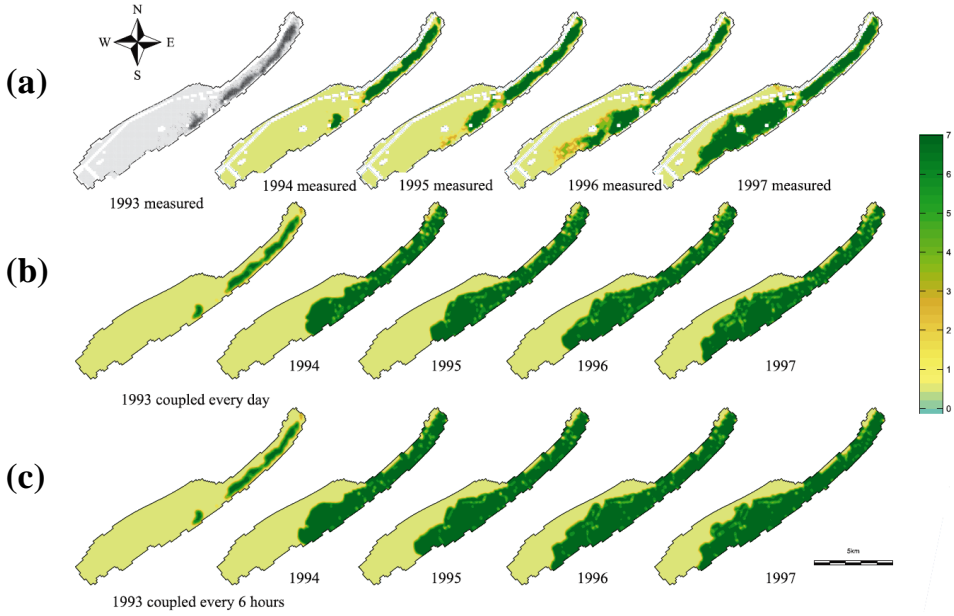 N
W E
S
(a)
1993 measured
1994 measured
1995 measured
1996 measured
1997 measured
(b)
1993 coupled every day
1994
1995
1996
1997
(c)
1993 coupled every 6 hours
1994
1995
1996
1997
7
6
5
4
3
2
1
0
5km